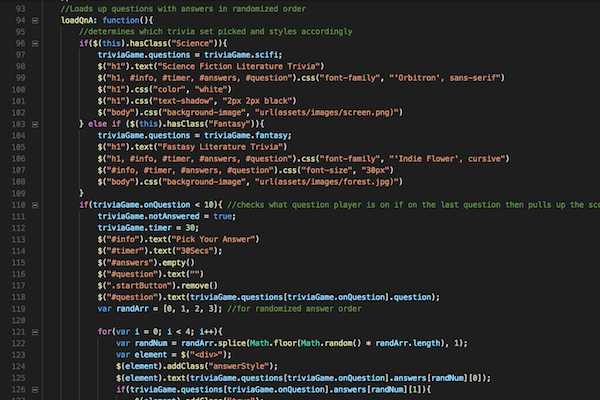 93 //Loads up questions with answers in randomized order
94 loadQnA: function(){
95 //determines which trivia set picked and styles accordingly
96 if($(this).hasClass("Science")){
97 triviaGame.questions = triviaGame.scifi;
98 $("h1").text("Science Fiction Literature Trivia")
99 $("h1, #info, #timer, #answers, #question").css("font-family", "'Orbitron', sans-serif")
100 $("h1").css("color", "white")
101 $("h1").css("text-shadow", "2px 2px black")
102 $("body").css("background-image", "url(assets/images/screen.png)")
103 } else if ($(this).hasClass("Fantasy")){
104 triviaGame.questions = triviaGame.fantasy;
105 $("h1").text("Fastasy Literature Trivia")
106 $("h1, #info, #timer, #answers, #question").css("font-family", "'Indie Flower', cursive")
107 $("#info, #timer, #answers, #question").css("font-size", "30px")
108 $("body").css("background-image", "url(assets/images/forest.jpg)")
109 }
110 if(triviaGame.onQuestion < 10){ //checks what question player is on if on the last question then pulls up the sco
111 triviaGame.notAnswered = true;
112 triviaGame.timer = 30;
113 $("#info").text("Pick Your Answer")
114 $("#timer").text("30Secs");
115 $("#answers").empty()
116 $("#question").text("")
117 $(".startButton").remove()
118 $("#question").text(triviaGame.questions[triviaGame.onQuestion].question);
119 var randArr = [0, 1, 2, 3]; //for randomized answer order
120
121 for(var i = 0; i < 4; i++){
122 var randNum = randArr.splice(Math.floor(Math.random() * randArr.length), 1);
123 var element = $("<div>");
124 $(element).addClass("answerStyle");
125 $(element).text(triviaGame.questions[triviaGame.onQuestion].answers[randNum][0]);
126 if(triviaGame.questions[triviaGame.onQuestion].answers[randNum][1]){